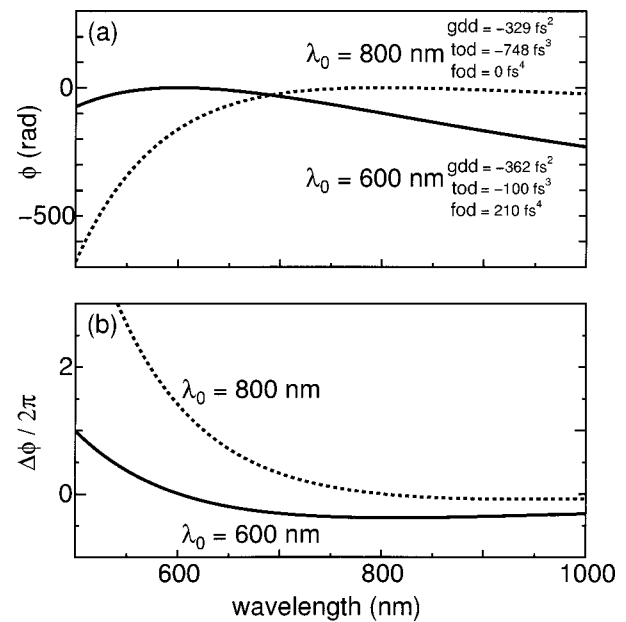 (a)
λ₀ = 800 nm
gdd = −329 fs²
tod = −748 fs³
fod = 0 fs⁴
0
−500
ϕ (rad)
λ₀ = 600 nm
gdd = −362 fs²
tod = −100 fs³
fod = 210 fs⁴
(b)
2
0
Δϕ / 2π
λ₀ = 800 nm
λ₀ = 600 nm
600 800 1000
wavelength (nm)